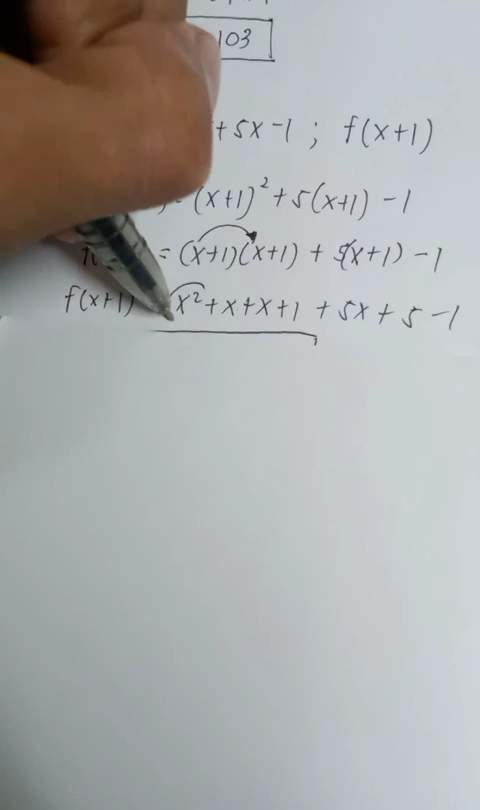 103
+ 5x - 1 ; f(x+1)
(x+1)² + 5(x+1) - 1
= (x+1)(x+1) + 5(x+1) - 1
f(x+1) x² + x + x + 1 + 5x + 5 - 1